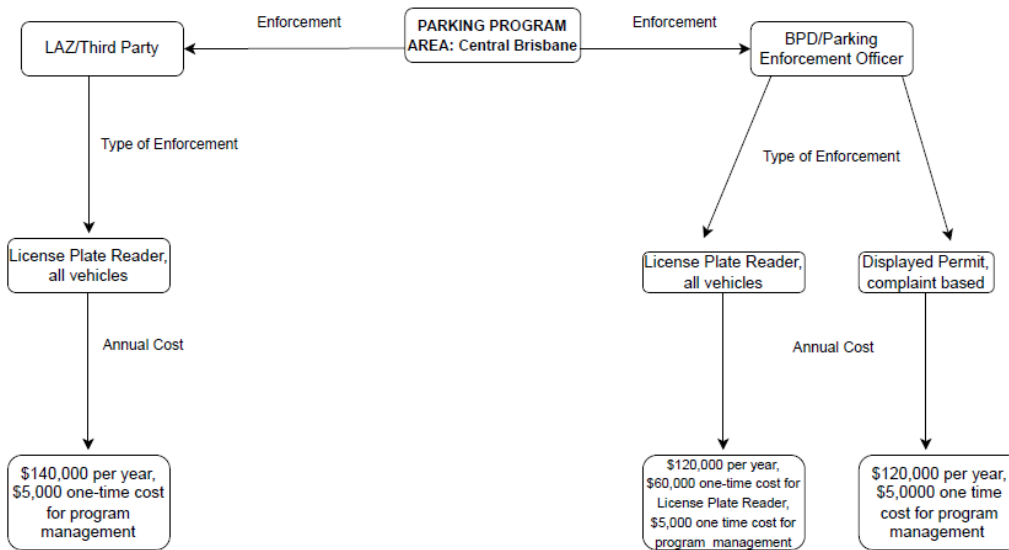 Enforcement
PARKING PROGRAM
AREA: Central Brisbane
Enforcement
LAZ/Third Party
BPD/Parking
Enforcement Officer
Type of Enforcement
Type of Enforcement
License Plate Reader,
all vehicles
License Plate Reader,
all vehicles
Displayed Permit,
complaint based
Annual Cost
Annual Cost
$140,000 per year,
$5,000 one-time cost
for program
management
$120,000 per year,
$60,000 one-time cost for
License Plate Reader,
$5,000 one time cost for
program management
$120,000 per year,
$5,0000 one time
cost for program
management